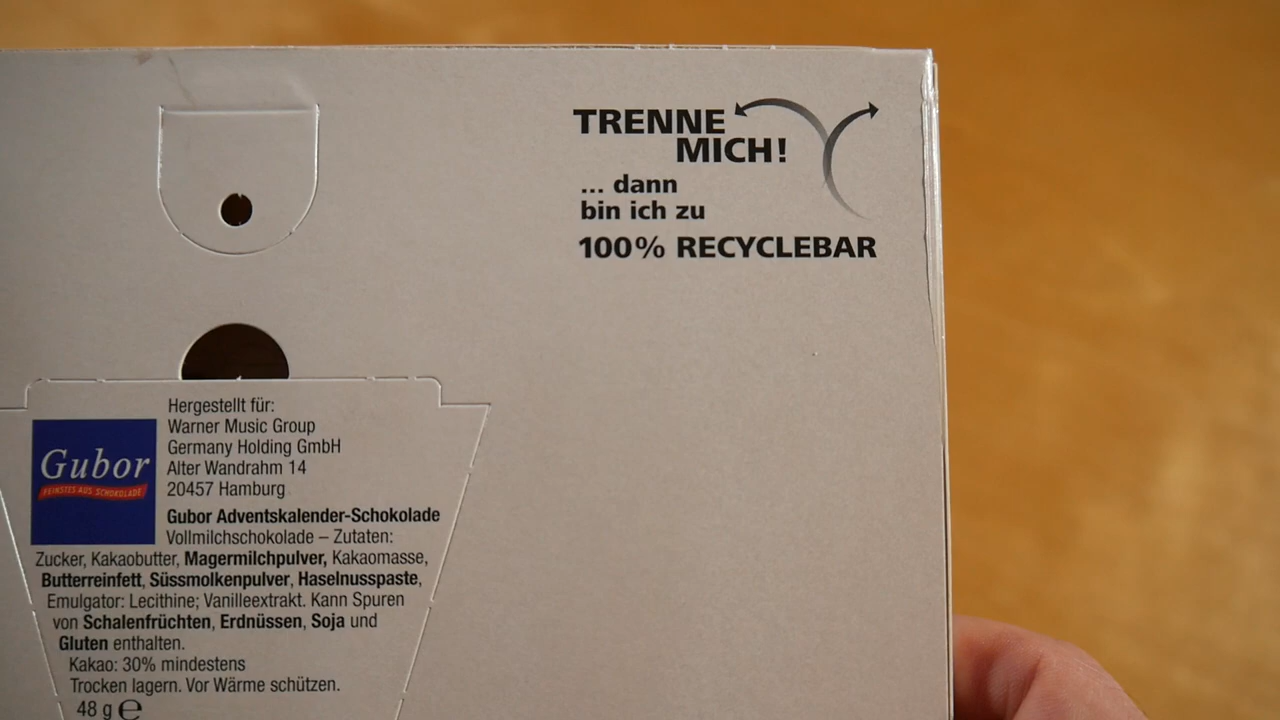 TRENNE
MICH!
... dann
bin ich zu
100% RECYCLEBAR
Gubor
FEINSTES AUS SCHOKOLADE
Hergestellt für:
Warner Music Group
Germany Holding GmbH
Alter Wandrahm 14
20457 Hamburg
Gubor Adventskalender-Schokolade
Vollmilchschokolade – Zutaten:
Zucker, Kakaobutter, Magermilchpulver, Kakaomasse,
Butterreinfett, Süssmolkenpulver, Haselnusspaste,
Emulgator: Lecithine; Vanilleextrakt. Kann Spuren
von Schalenfrüchten, Erdnüssen, Soja und
Gluten enthalten.
Kakao: 30% mindestens
Trocken lagern. Vor Wärme schützen.
48 g ℮